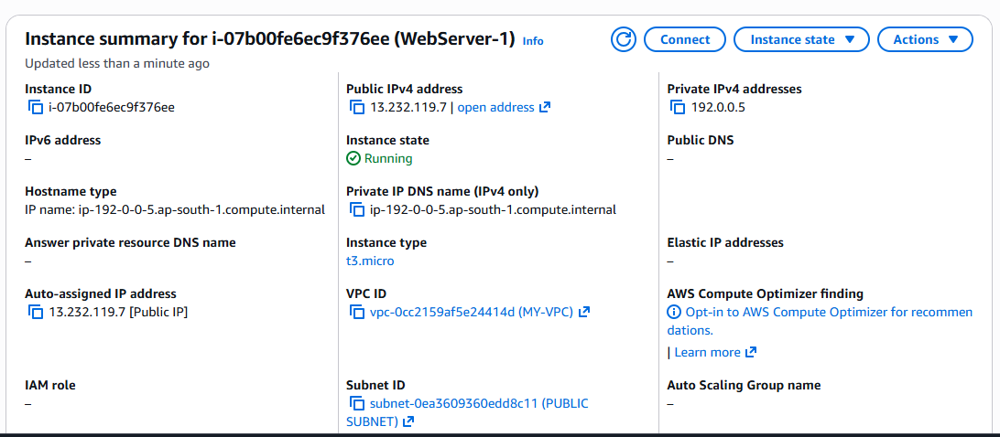 Instance summary for i-07b00fe6ec9f376ee (WebServer-1) Info
Connect
Instance state
Actions
Updated less than a minute ago
Instance ID
i-07b00fe6ec9f376ee
Public IPv4 address
13.232.119.7 | open address
Private IPv4 addresses
192.0.0.5
IPv6 address
–
Instance state
Running
Public DNS
–
Hostname type
IP name: ip-192-0-0-5.ap-south-1.compute.internal
Private IP DNS name (IPv4 only)
ip-192-0-0-5.ap-south-1.compute.internal
Answer private resource DNS name
–
Instance type
t3.micro
Elastic IP addresses
–
Auto-assigned IP address
13.232.119.7 [Public IP]
VPC ID
vpc-0cc2159af5e24414d (MY-VPC)
AWS Compute Optimizer finding
Opt-in to AWS Compute Optimizer for recommen
dations.
| Learn more
IAM role
–
Subnet ID
subnet-0ea3609360edd8c11 (PUBLIC
SUBNET)
Auto Scaling Group name
–